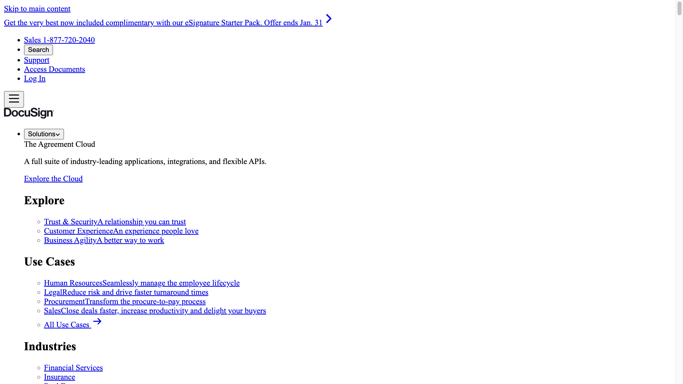 Skip to main content
Get the very best now included complimentary with our eSignature Starter Pack. Offer ends Jan. 31
Sales 1-877-720-2040
Search
Support
Access Documents
Log In
DocuSign
Solutions
The Agreement Cloud
A full suite of industry-leading applications, integrations, and flexible APIs.
Explore the Cloud
Explore
Trust & SecurityA relationship you can trust
Customer ExperienceAn experience people love
Business AgilityA better way to work
Use Cases
Human ResourcesSeamlessly manage the employee lifecycle
LegalReduce risk and drive faster turnaround times
ProcurementTransform the procure-to-pay process
SalesClose deals faster, increase productivity and delight your buyers
All Use Cases
Industries
Financial Services
Insurance